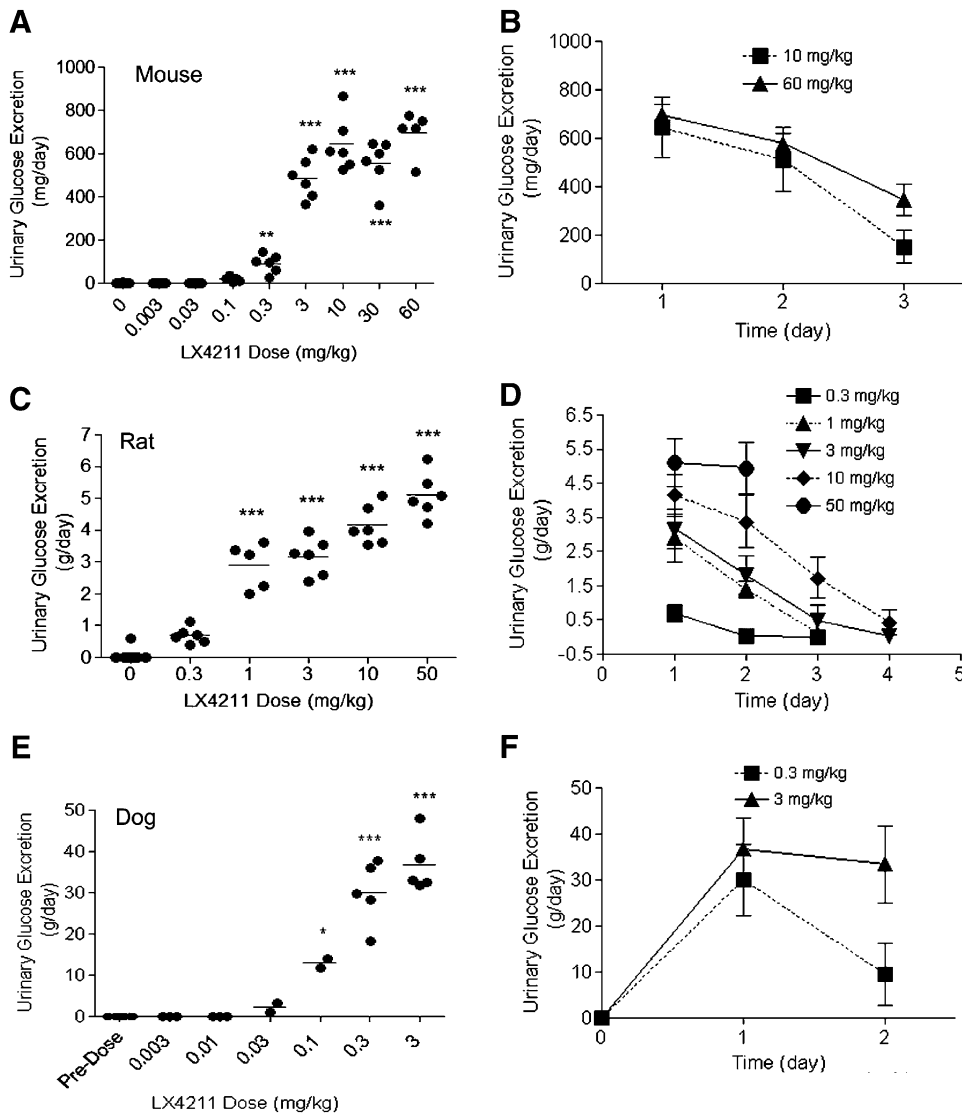 A
Mouse
Urinary Glucose Excretion
(mg/day)
1000
800
600
400
200
0
***
***
***
***
**
0 0.003 0.03 0.1 0.3 3 10 30 60
LX4211 Dose (mg/kg)
B
10 mg/kg
60 mg/kg
Urinary Glucose Excretion
(mg/day)
1000
800
600
400
200
0
1 2 3
Time (day)
C
Rat
Urinary Glucose Excretion
(g/day)
7
6
5
4
3
2
1
0
***
***
***
***
0 0.3 1 3 10 50
LX4211 Dose (mg/kg)
D
0.3 mg/kg
1 mg/kg
3 mg/kg
10 mg/kg
50 mg/kg
Urinary Glucose Excretion
(g/day)
6.5
5.5
4.5
3.5
2.5
1.5
0.5
-0.5
0 1 2 3 4 5
Time (day)
E
Dog
Urinary Glucose Excretion
(g/day)
50
40
30
20
10
0
***
***
*
Pre-Dose 0.003 0.01 0.03 0.1 0.3 3
LX4211 Dose (mg/kg)
F
0.3 mg/kg
3 mg/kg
Urinary Glucose Excretion
(g/day)
50
40
30
20
10
0
0 1 2
Time (day)